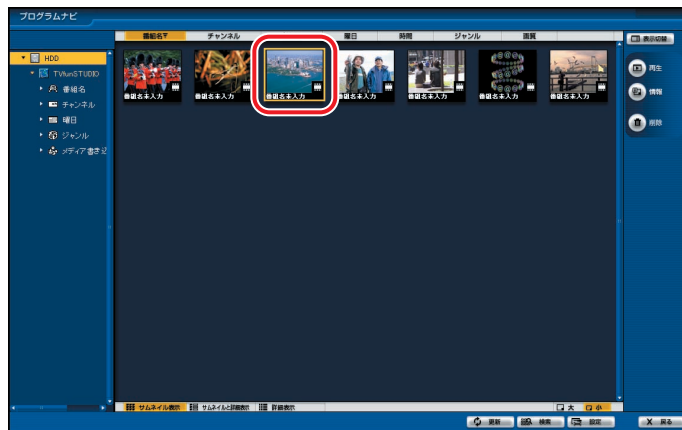 プログラムナビ
番組名▼ チャンネル 曜日 時間 ジャンル 画質
表示切替
HDD
TVfunSTUDIO
番組名
チャンネル
曜日
ジャンル
メディア書き込
番組名未入力 番組名未入力 番組名未入力 番組名未入力 番組名未入力 番組名未入力 番組名未入力
再生
情報
削除
サムネイル表示 サムネイルと詳細表示 詳細表示 大 小
更新 検索 設定 X 戻る